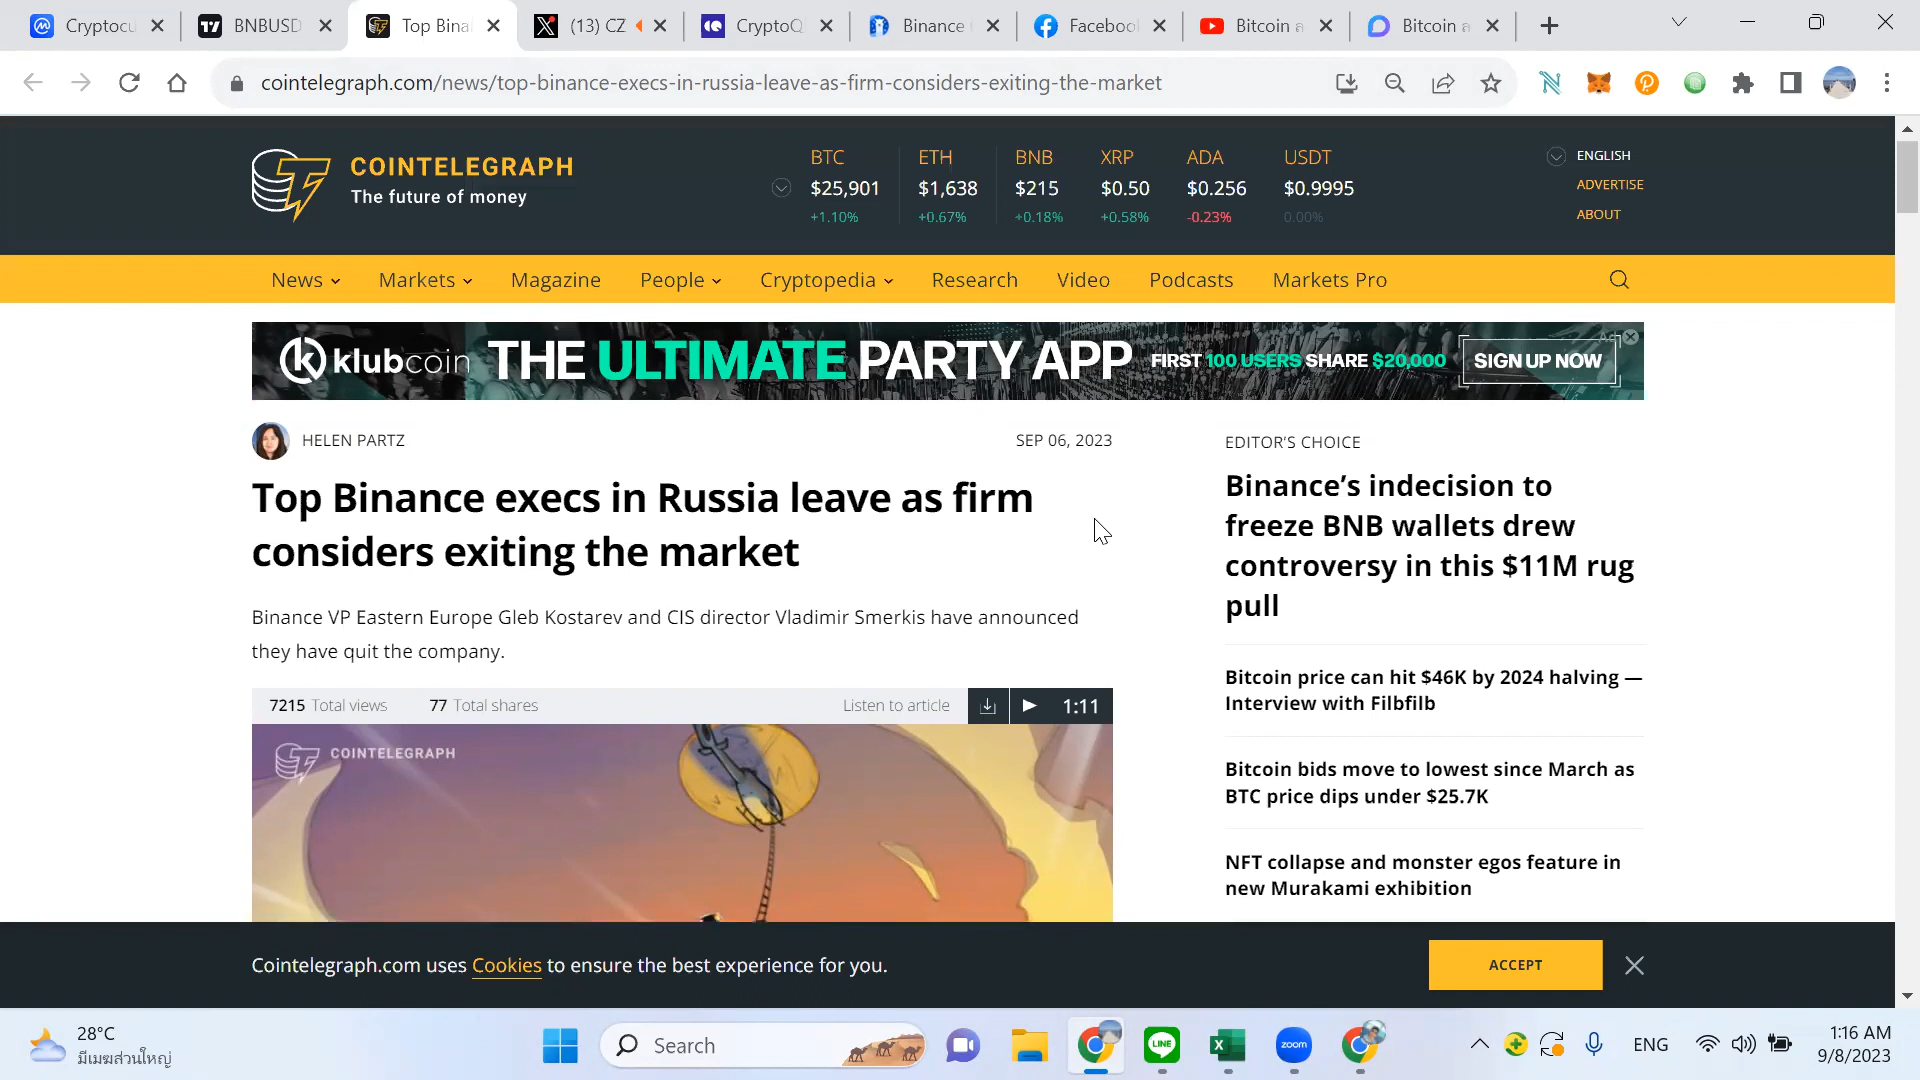 Cryptocu
BNBUSD
Top Bina
(13) CZ
CryptoQ
Binance
Facebook
Bitcoin a
Bitcoin a
cointelegraph.com/news/top-binance-execs-in-russia-leave-as-firm-considers-exiting-the-market
COINTELEGRAPH
The future of money
BTC
$25,901
+1.10%
ETH
$1,638
+0.67%
BNB
$215
+0.18%
XRP
$0.50
+0.58%
ADA
$0.256
-0.23%
USDT
$0.9995
0.00%
ENGLISH
ADVERTISE
ABOUT
News
Markets
Magazine
People
Cryptopedia
Research
Video
Podcasts
Markets Pro
klubcoin
THE ULTIMATE PARTY APP
FIRST 100 USERS SHARE $20,000
SIGN UP NOW
HELEN PARTZ
SEP 06, 2023
Top Binance execs in Russia leave as firm
considers exiting the market
Binance VP Eastern Europe Gleb Kostarev and CIS director Vladimir Smerkis have announced
they have quit the company.
7215 Total views
77 Total shares
Listen to article
1:11
COINTELEGRAPH
EDITOR'S CHOICE
Binance’s indecision to
freeze BNB wallets drew
controversy in this $11M rug
pull
Bitcoin price can hit $46K by 2024 halving —
Interview with Filbfilb
Bitcoin bids move to lowest since March as
BTC price dips under $25.7K
NFT collapse and monster egos feature in
new Murakami exhibition
Cointelegraph.com uses Cookies to ensure the best experience for you.
ACCEPT
28°C
มีเมฆส่วนใหญ่
Search
LINE
zoom
ENG
1:16 AM
9/8/2023